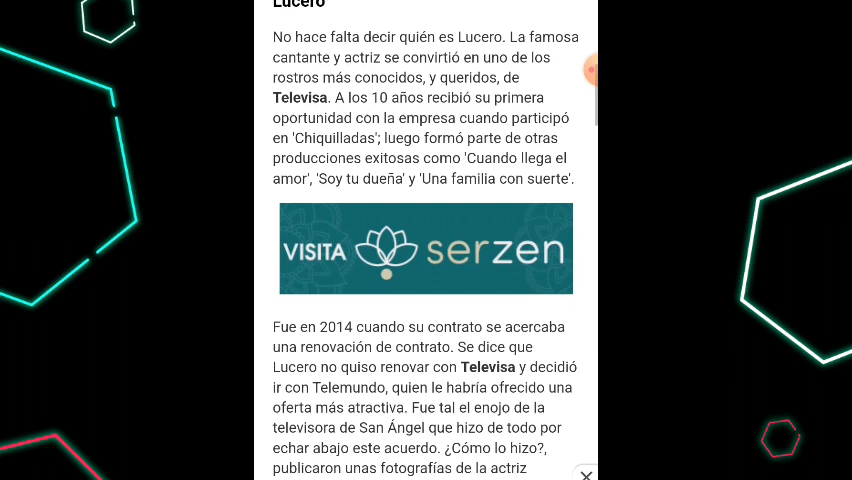 Lucero
No hace falta decir quién es Lucero. La famosa
cantante y actriz se convirtió en uno de los
rostros más conocidos, y queridos, de
Televisa. A los 10 años recibió su primera
oportunidad con la empresa cuando participó
en 'Chiquilladas'; luego formó parte de otras
producciones exitosas como 'Cuando llega el
amor', 'Soy tu dueña' y 'Una familia con suerte'.
VISITA serzen
Fue en 2014 cuando su contrato se acercaba
una renovación de contrato. Se dice que
Lucero no quiso renovar con Televisa y decidió
ir con Telemundo, quien le habría ofrecido una
oferta más atractiva. Fue tal el enojo de la
televisora de San Ángel que hizo de todo por
echar abajo este acuerdo. ¿Cómo lo hizo?,
publicaron unas fotografías de la actriz